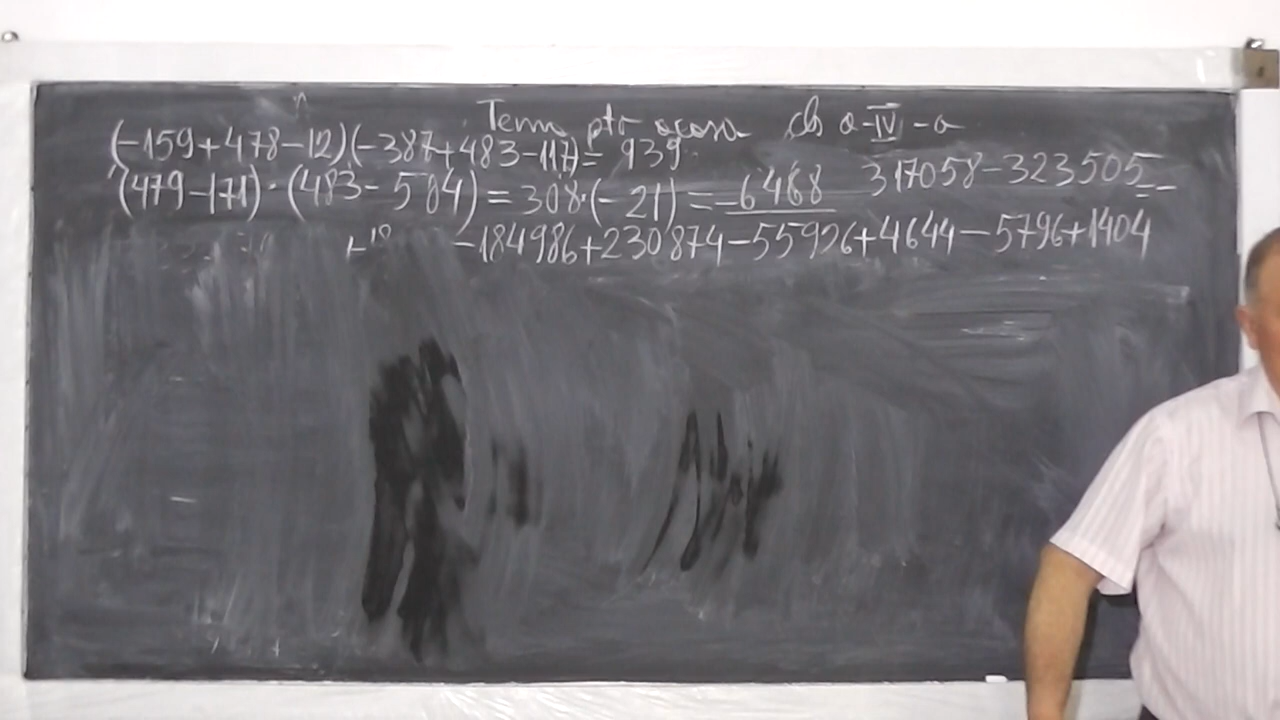 Tema ptr acasa cls a-IV-a
(-159+478-12)(-387+483-117)= 939
(479-171)·(483-504)=308·(-21)=-6468 317058-323505=-
-184986+230874-55926+4644-5796+1404